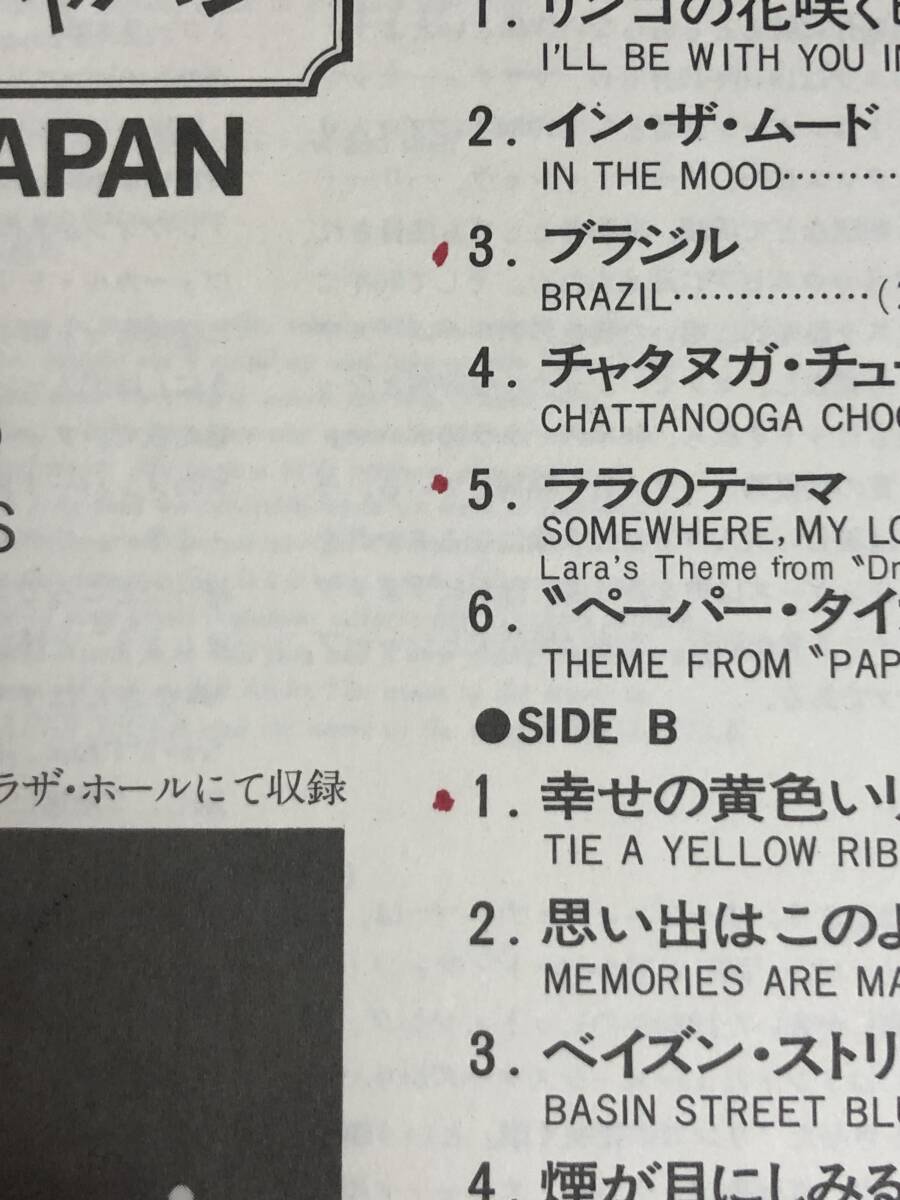 APAN
S
ラザ・ホールにて収録
1. リンゴの花咲く
I'LL BE WITH YOU IN
2. イン・ザ・ムード
IN THE MOOD
3. ブラジル
BRAZIL
4. チャタヌガ・チュー
CHATTANOOGA CHOO
5. ララのテーマ
SOMEWHERE, MY LO
Lara's Theme from "Dr
6. "ペーパー・タイ
THEME FROM "PAP
●SIDE B
1. 幸せの黄色いリ
TIE A YELLOW RIB
2. 思い出はこのよ
MEMORIES ARE MA
3. ベイズン・ストリ
BASIN STREET BLU
4. 煙が目にしみる